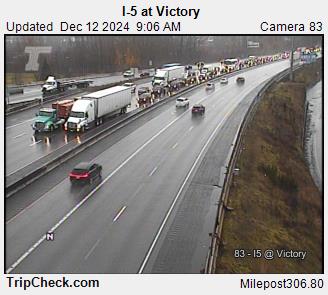 I-5 at Victory
Updated Dec 12 2024 9:06 AM Camera 83
N
83 - I5 @ Victory
TripCheck.com Milepost306.80